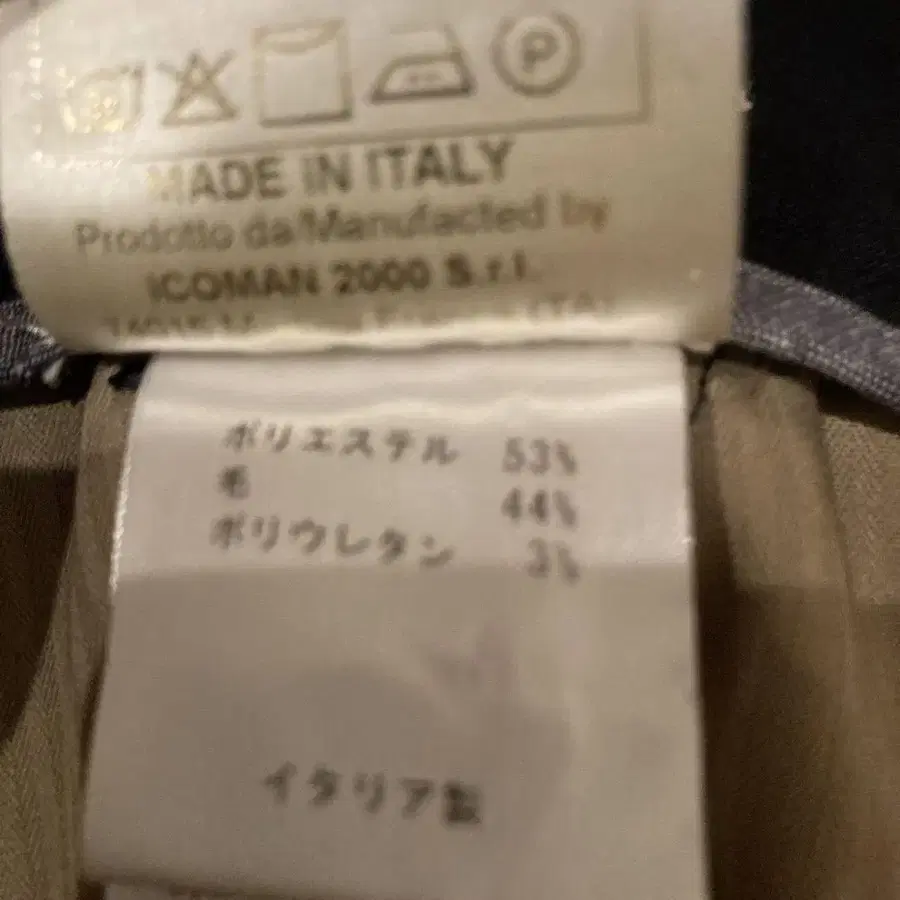 P
MADE IN ITALY
Prodotto da/Manufacted by
ICOMAN 2000 S.r.l.
(TA)
ポリエステル 53%
毛 44%
ポリウレタン 3%
イタリア製